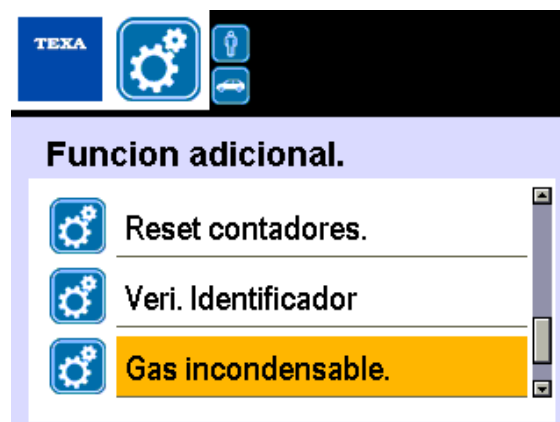 TEXA
Funcion adicional.
Reset contadores.
Veri. Identificador
Gas incondensable.